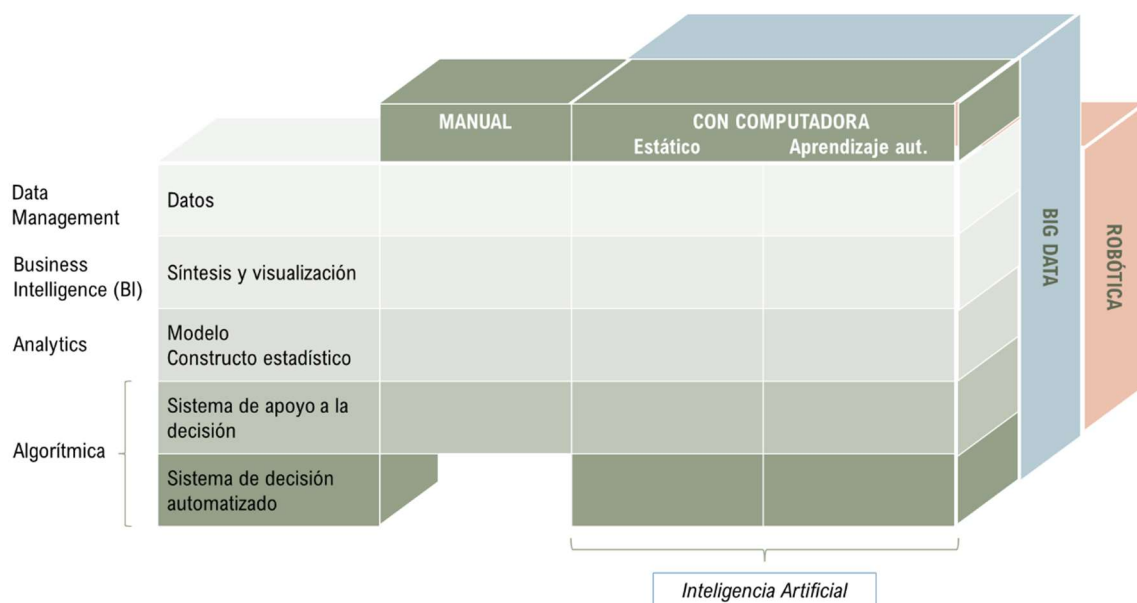 MANUAL
CON COMPUTADORA
Estático
Aprendizaje aut.
Data
Management
Datos
Business
Intelligence (BI)
Síntesis y visualización
Analytics
Modelo
Constructo estadístico
Algorítmica
Sistema de apoyo a la
decisión
Sistema de decisión
automatizado
BIG DATA
ROBÓTICA
Inteligencia Artificial